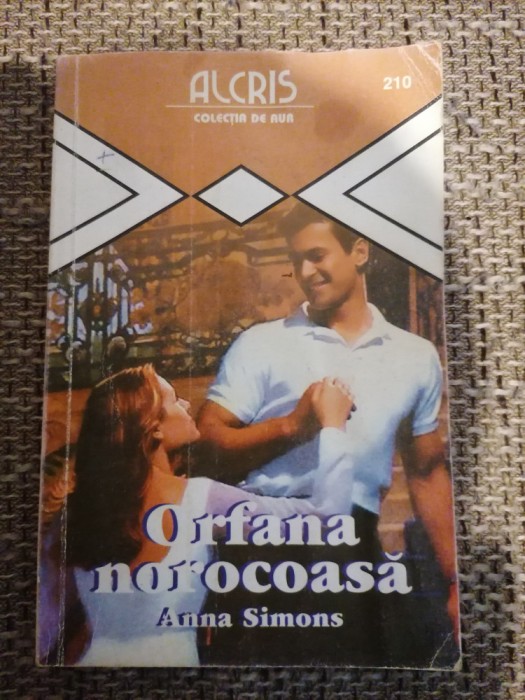 ALCRIS
COLECȚIA DE AUR
210
Orfana
norocoasă
Anna Simons